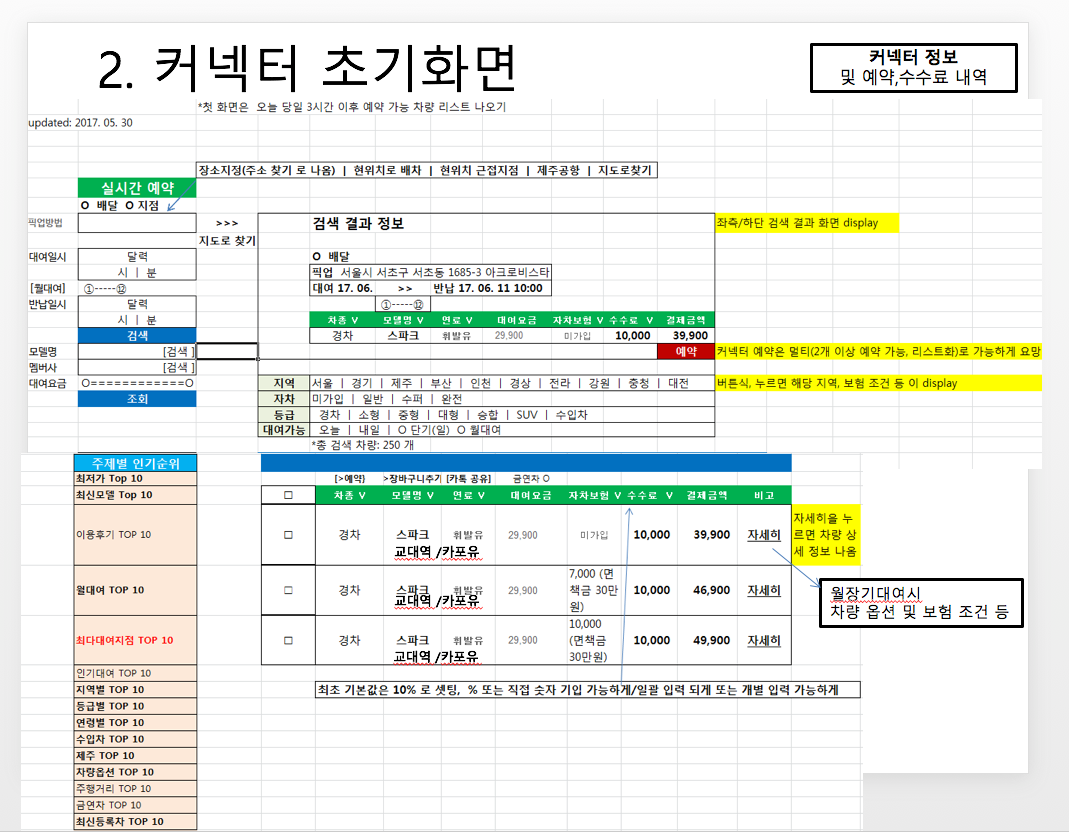 2. 커넥터 초기화면
커넥터 정보
및 예약,수수료 내역
*첫 화면은 오늘 당일 3시간 이후 예약 가능 차량 리스트 나오기
updated: 2017. 05. 30
장소지정(주소 찾기 로 나옴) | 현위치로 배차 | 현위치 근접지점 | 제주공항 | 지도로찾기
실시간 예약
O 배달 O 지점
픽업방법
>>>
지도로 찾기
검색 결과 정보
좌측/하단 검색 결과 화면 display
대여일시 달력
시 | 분
[월대여] ①-----⑫
반납일시 달력
시 | 분
검색
O 배달
픽업 서울시 서초구 서초동 1685-3 아크로비스타
대여 17. 06. >> 반납 17. 06. 11 10:00
①-----⑫
차종 V 모델명 V 연료 V 대여요금 자차보험 V 수수료 V 결제금액
경차 스파크 휘발유 29,900 미가입 10,000 39,900
예약
모델명 [검색 ]
커넥터 예약은 멀티(2개 이상 예약 가능, 리스트화)로 가능하게 요망
멤버사 [검색 ]
대여요금 O============O
조회
지역 서울 | 경기 | 제주 | 부산 | 인천 | 경상 | 전라 | 강원 | 충청 | 대전
버튼식, 누르면 해당 지역, 보험 조건 등 이 display
자차 미가입 | 일반 | 수퍼 | 완전
등급 경차 | 소형 | 중형 | 대형 | 승합 | SUV | 수입차
대여가능 오늘 | 내일 | O 단기(일) O 월대여
*총 검색 차량: 250 개
주제별 인기순위
최저가 Top 10
최신모델 Top 10
이용후기 TOP 10
월대여 TOP 10
최다대여지점 TOP 10
인기대여 TOP 10
지역별 TOP 10
등급별 TOP 10
연령별 TOP 10
수입차 TOP 10
제주 TOP 10
차량옵션 TOP 10
주행거리 TOP 10
금연차 TOP 10
최신등록차 TOP 10
[>예약] >장바구니추가 [카톡 공유] 금연차 O
□ 차종 V 모델명 V 연료 V 대여요금 자차보험 V 수수료 V 결제금액 비고
□ 경차 스파크 휘발유 29,900 미가입 10,000 39,900 자세히
교대역 /카포유
자세히을 누
르면 차량 상
세 정보 나옴
□ 경차 스파크 휘발유 29,900 7,000 (면
책금 30만
원) 10,000 46,900 자세히
교대역 /카포유
월장기대여시
차량 옵션 및 보험 조건 등
□ 경차 스파크 휘발유 29,900 10,000
(면책금
30만원) 10,000 49,900 자세히
교대역 /카포유
최초 기본값은 10% 로 셋팅, % 또는 직접 숫자 기입 가능하게/일괄 입력 되게 또는 개별 입력 가능하게